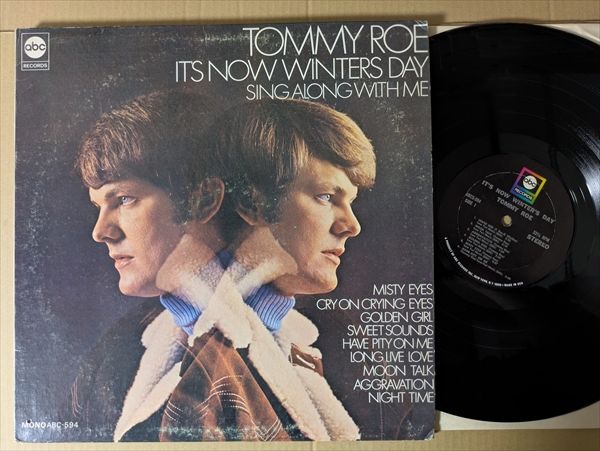 abc
RECORDS
TOMMY ROE
IT'S NOW WINTERS DAY
SING ALONG WITH ME
MISTY EYES
CRY ON CRYING EYES
GOLDEN GIRL
SWEET SOUNDS
HAVE PITY ON ME
LONG LIVE LOVE
MOON TALK
AGGRAVATION
NIGHT TIME
MONO ABC-594
abc
RECORDS
IT'S NOW WINTER'S DAY
TOMMY ROE
STEREO